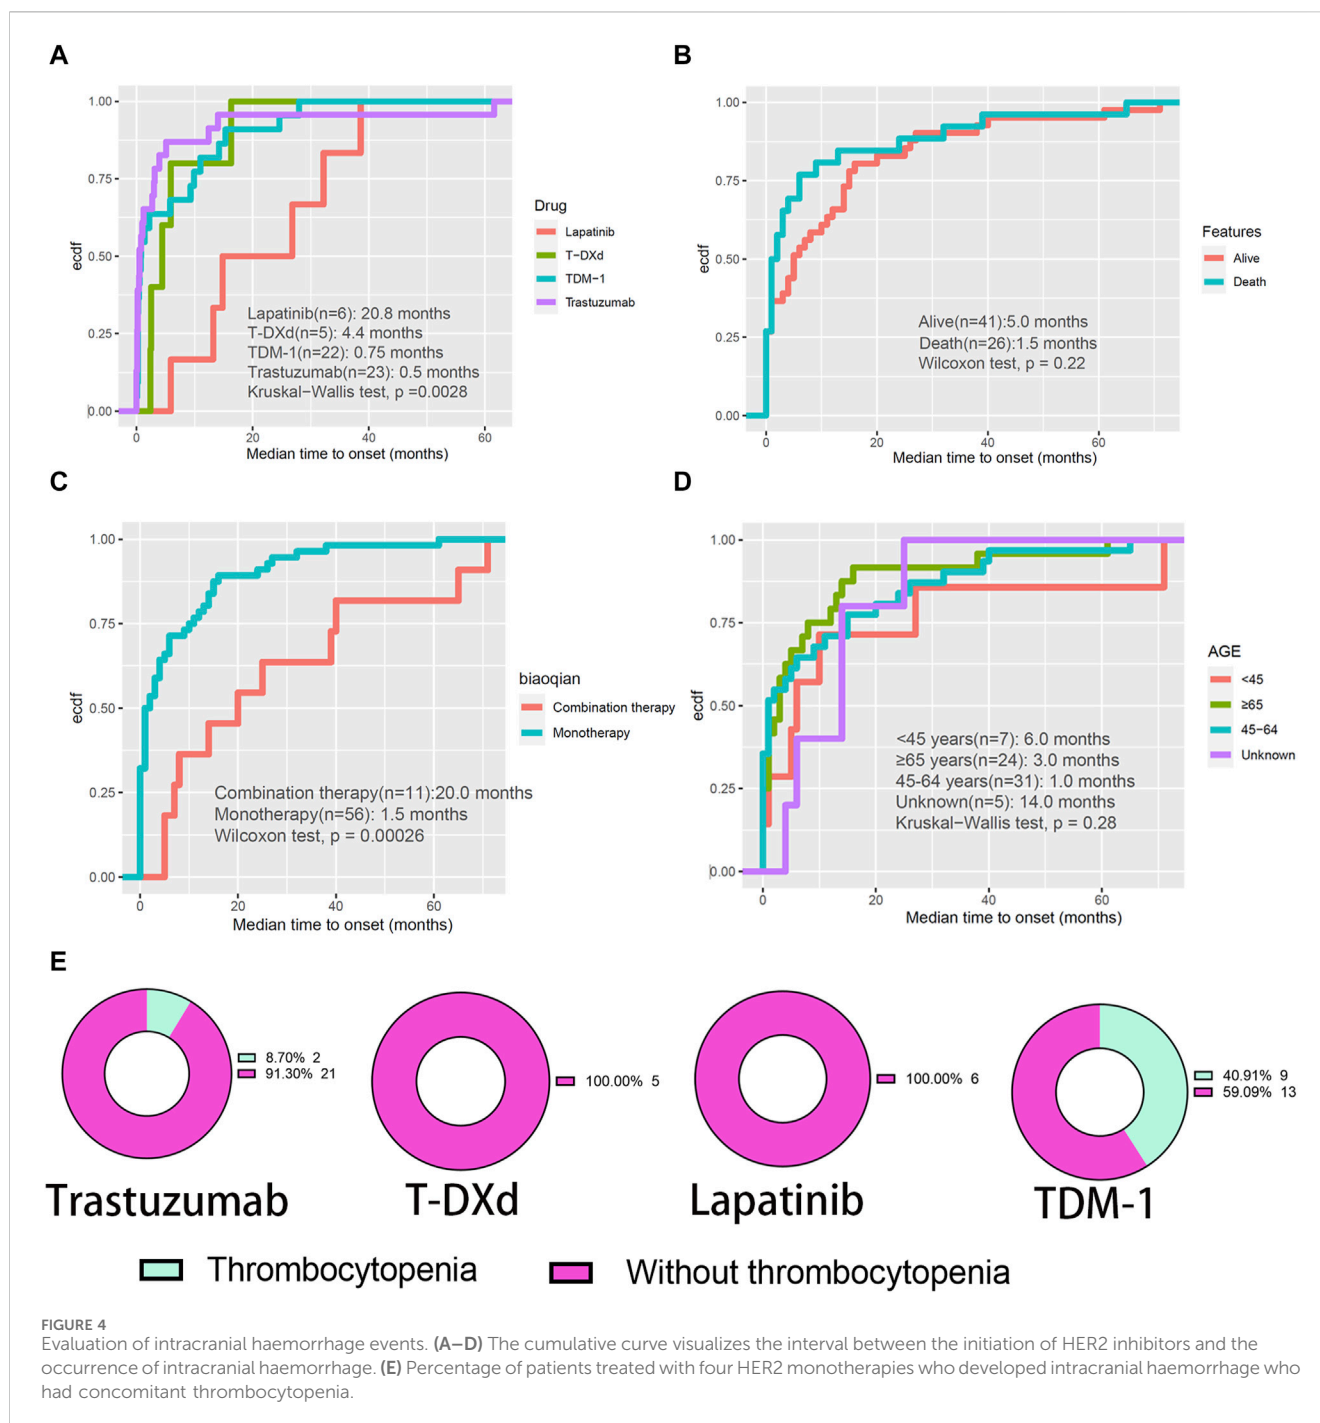 A
1.00
0.75
0.50
0.25
0.00
ecdf
0
20
40
60
Median time to onset (months)
Lapatinib(n=6): 20.8 months
T-DXd(n=5): 4.4 months
TDM-1(n=22): 0.75 months
Trastuzumab(n=23): 0.5 months
Kruskal-Wallis test, p =0.0028
Drug
Lapatinib
T-DXd
TDM-1
Trastuzumab
B
1.00
0.75
0.50
0.25
0.00
ecdf
0
20
40
60
Median time to onset (months)
Alive(n=41):5.0 months
Death(n=26):1.5 months
Wilcoxon test, p = 0.22
Features
Alive
Death
C
1.00
0.75
0.50
0.25
0.00
ecdf
0
20
40
60
Median time to onset (months)
Combination therapy(n=11):20.0 months
Monotherapy(n=56): 1.5 months
Wilcoxon test, p = 0.00026
biaoqian
Combination therapy
Monotherapy
D
1.00
0.75
0.50
0.25
0.00
ecdf
0
20
40
60
Median time to onset (months)
<45 years(n=7): 6.0 months
≥65 years(n=24): 3.0 months
45-64 years(n=31): 1.0 months
Unknown(n=5): 14.0 months
Kruskal-Wallis test, p = 0.28
AGE
<45
≥65
45-64
Unknown
E
8.70% 2
91.30% 21
Trastuzumab
100.00% 5
T-DXd
100.00% 6
Lapatinib
40.91% 9
59.09% 13
TDM-1
Thrombocytopenia
Without thrombocytopenia
FIGURE 4
Evaluation of intracranial haemorrhage events. (A–D) The cumulative curve visualizes the interval between the initiation of HER2 inhibitors and the
occurrence of intracranial haemorrhage. (E) Percentage of patients treated with four HER2 monotherapies who developed intracranial haemorrhage who
had concomitant thrombocytopenia.